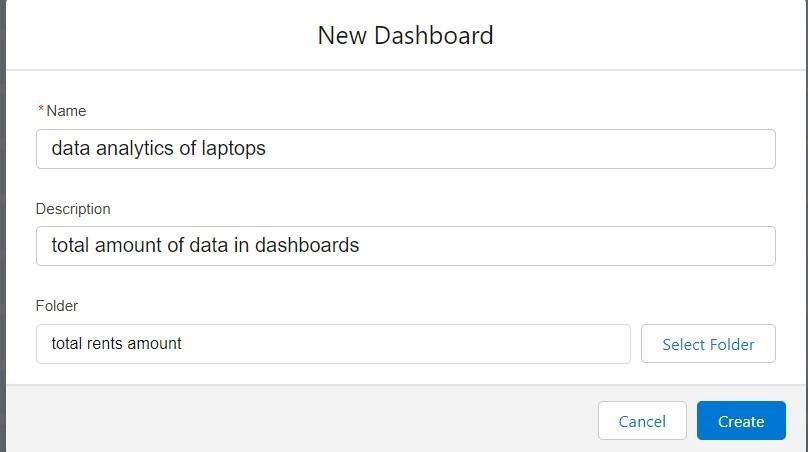 New Dashboard
*Name
data analytics of laptops
Description
total amount of data in dashboards
Folder
total rents amount
Select Folder
Cancel
Create